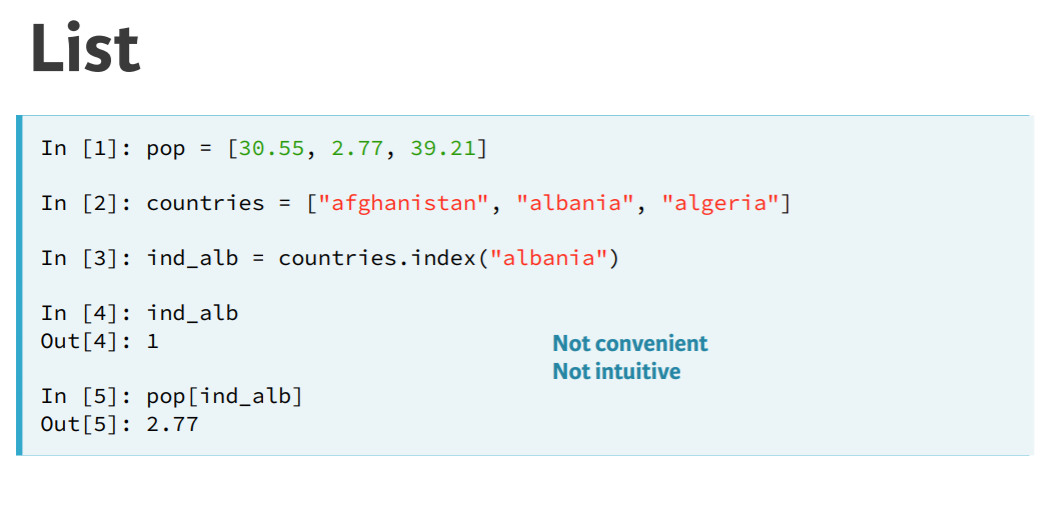 List
In [1]: pop = [30.55, 2.77, 39.21]
In [2]: countries = ["afghanistan", "albania", "algeria"]
In [3]: ind_alb = countries.index("albania")
In [4]: ind_alb
Out[4]: 1
Not convenient
Not intuitive
In [5]: pop[ind_alb]
Out[5]: 2.77